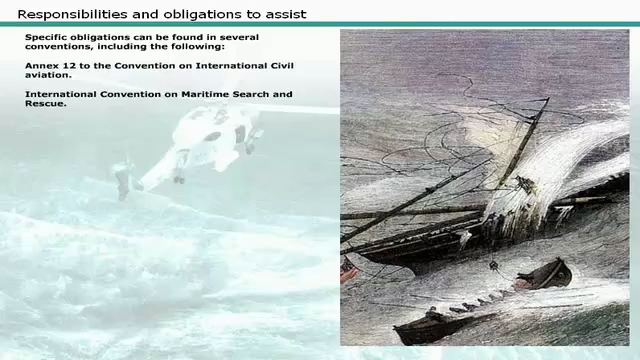 Responsibilities and obligations to assist
Specific obligations can be found in several
conventions, including the following:
Annex 12 to the Convention on International Civil
aviation.
International Convention on Maritime Search and
Rescue.